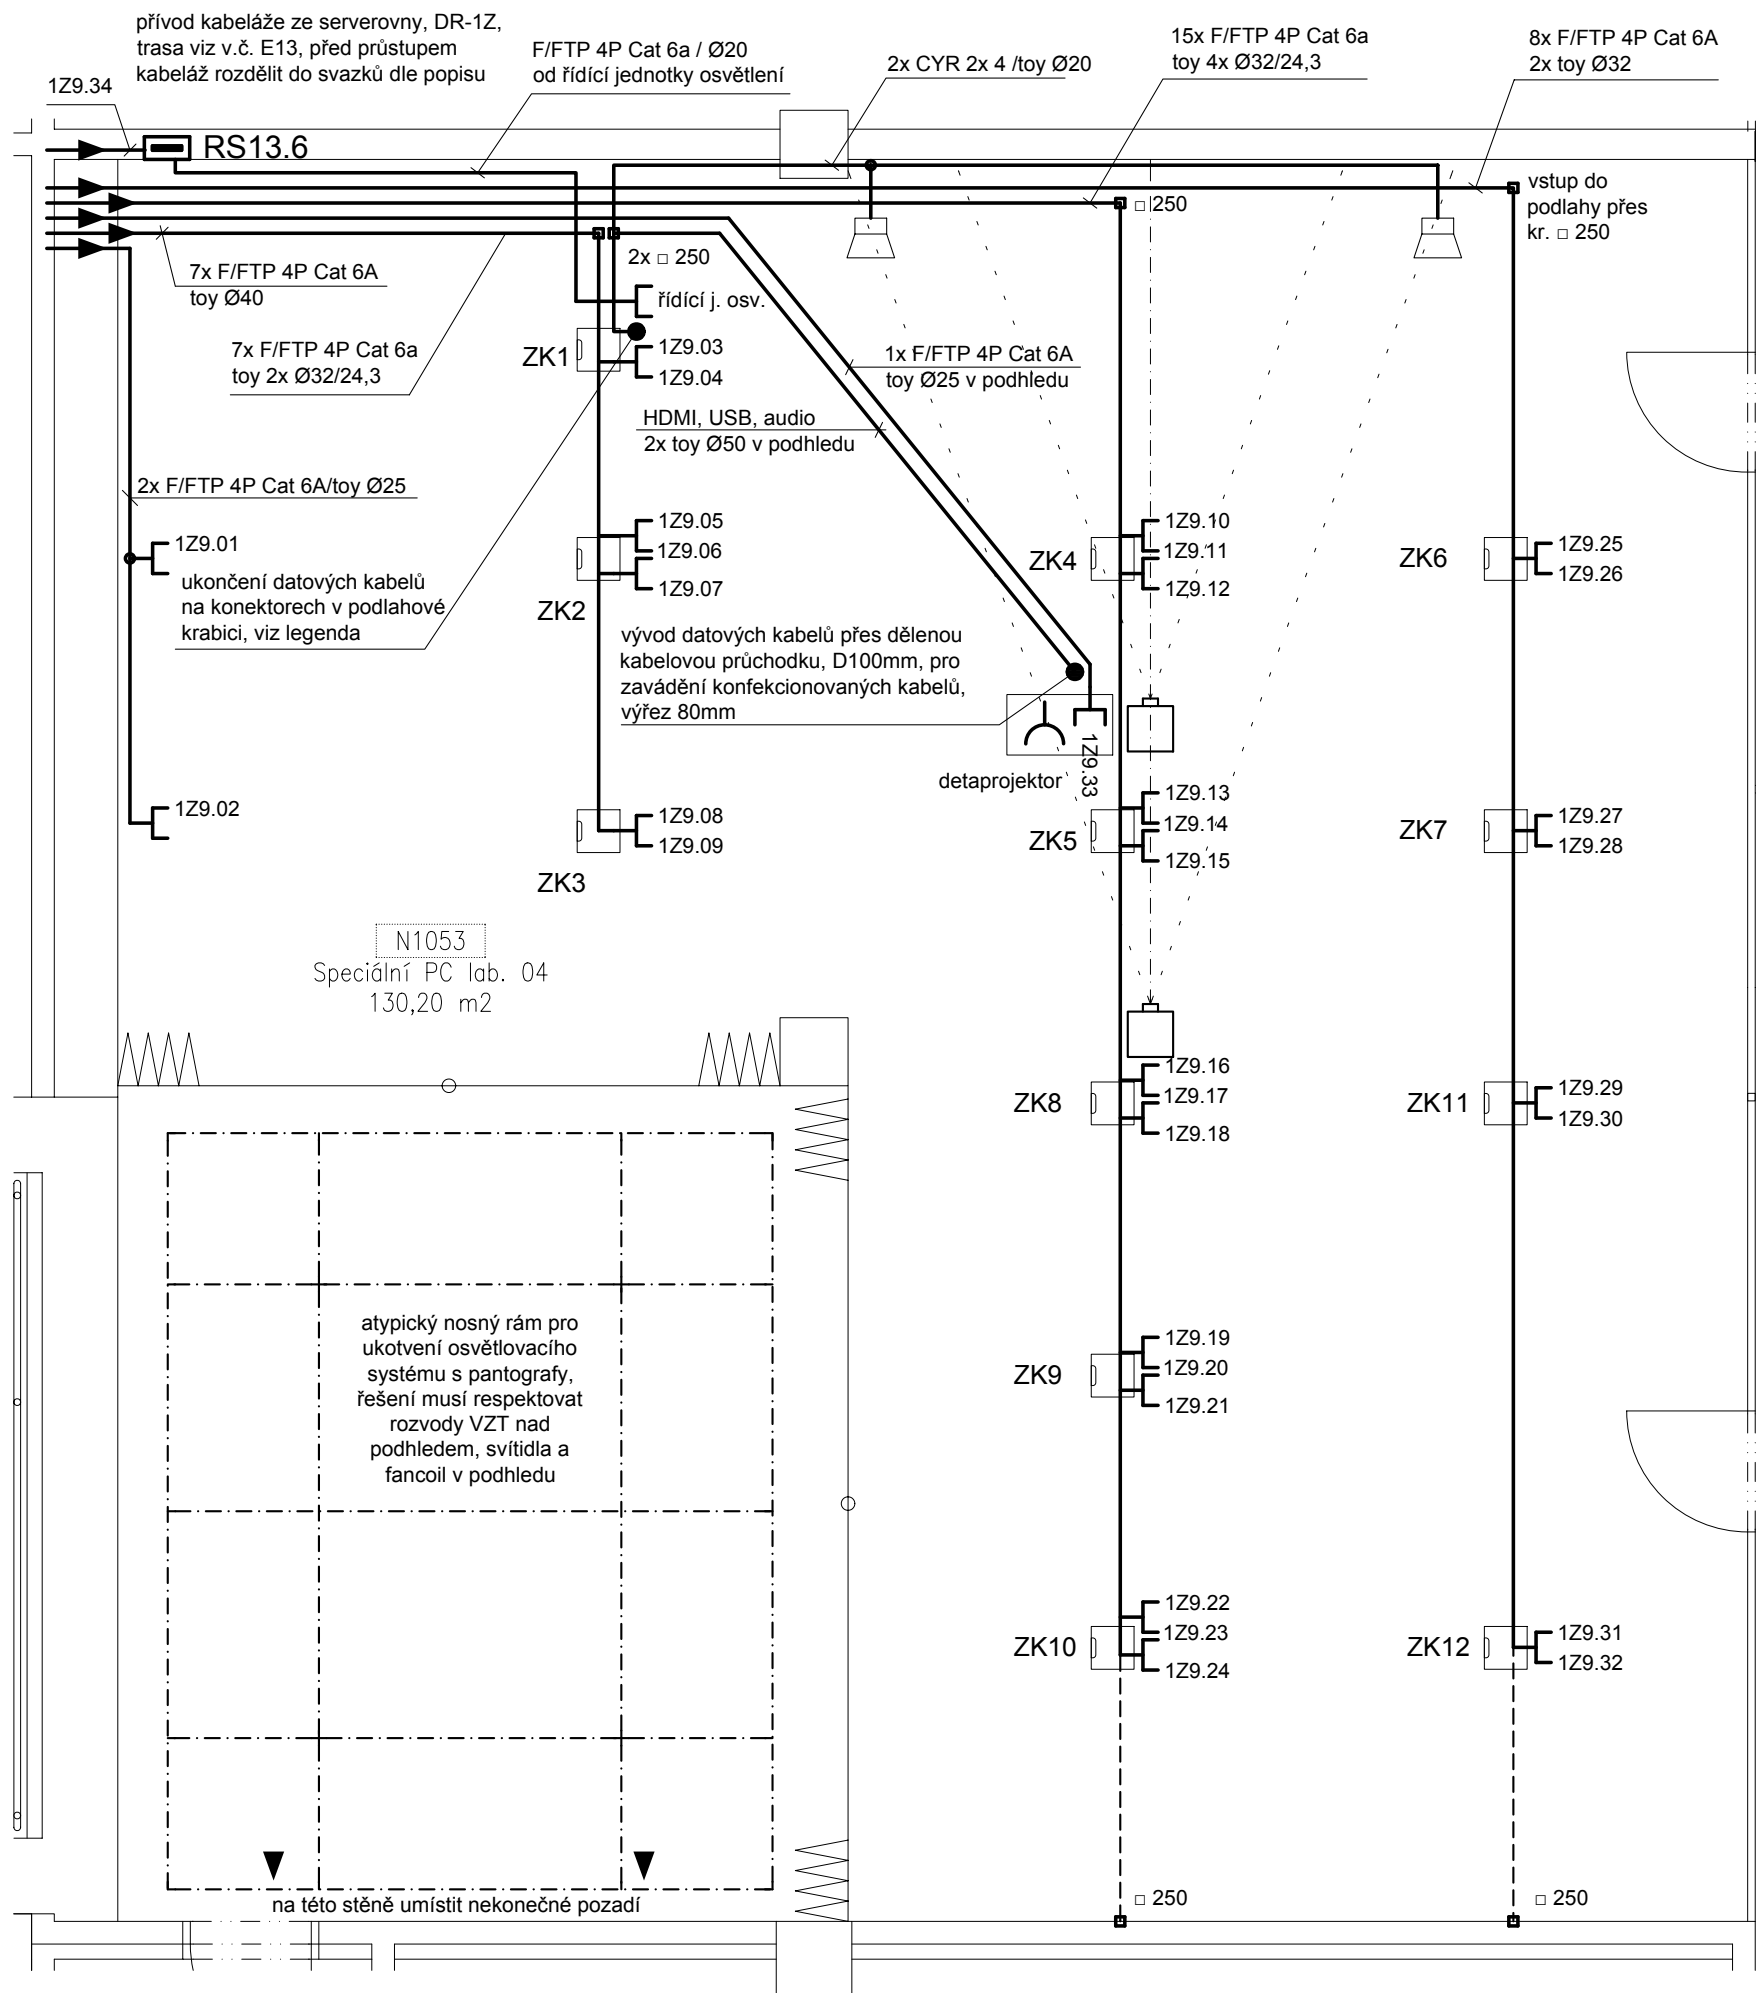 přívod kabeláže ze serverovny, DR-1Z,
trasa viz v.č. E13, před průstupem
kabeláž rozdělit do svazků dle popisu
F/FTP 4P Cat 6a / Ø20
od řídící jednotky osvětlení
2x CYR 2x 4 /toy Ø20
15x F/FTP 4P Cat 6a
toy 4x Ø32/24,3
8x F/FTP 4P Cat 6A
2x toy Ø32
1Z9.34
RS13.6
□ 250
vstup do
podlahy přes
kr. □ 250
2x □ 250
7x F/FTP 4P Cat 6A
toy Ø40
řídící j. osv.
7x F/FTP 4P Cat 6a
toy 2x Ø32/24,3
ZK1
1Z9.03
1Z9.04
1x F/FTP 4P Cat 6A
toy Ø25 v podhledu
HDMI, USB, audio
2x toy Ø50 v podhledu
2x F/FTP 4P Cat 6A/toy Ø25
1Z9.01
ukončení datových kabelů
na konektorech v podlahové
krabici, viz legenda
1Z9.05
1Z9.06
1Z9.07
ZK2
ZK4
1Z9.10
1Z9.11
1Z9.12
ZK6
1Z9.25
1Z9.26
vývod datových kabelů přes dělenou
kabelovou průchodku, D100mm, pro
zavádění konfekcionovaných kabelů,
výřez 80mm
1Z9.33
detaprojektor
1Z9.02
1Z9.08
1Z9.09
ZK3
ZK5
1Z9.13
1Z9.14
1Z9.15
ZK7
1Z9.27
1Z9.28
N1053
Speciální PC lab. 04
130,20 m2
ZK8
1Z9.16
1Z9.17
1Z9.18
ZK11
1Z9.29
1Z9.30
atypický nosný rám pro
ukotvení osvětlovacího
systému s pantografy,
řešení musí respektovat
rozvody VZT nad
podhledem, svítidla a
fancoil v podhledu
ZK9
1Z9.19
1Z9.20
1Z9.21
ZK10
1Z9.22
1Z9.23
1Z9.24
ZK12
1Z9.31
1Z9.32
na této stěně umístit nekonečné pozadí
□ 250
□ 250